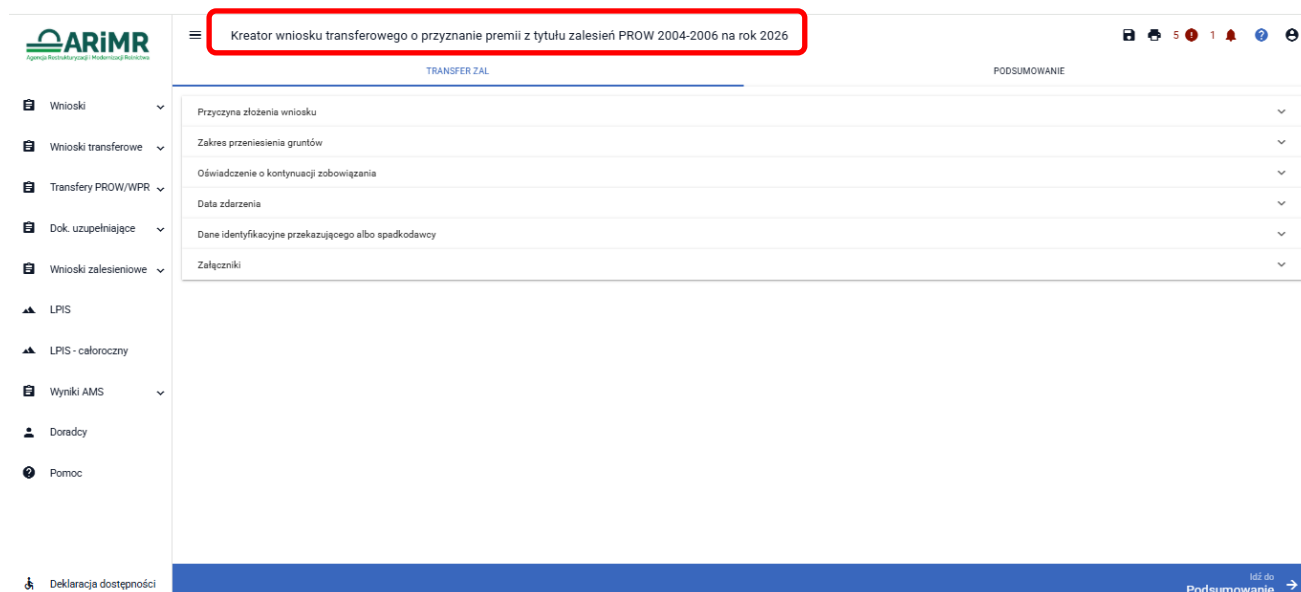 ARiMR
Agencja Restrukturyzacji i Modernizacji Rolnictwa
Kreator wniosku transferowego o przyznanie premii z tytułu zalesień PROW 2004-2006 na rok 2026
5 1
TRANSFER ZAL
PODSUMOWANIE
Wnioski
Wnioski transferowe
Transfery PROW/WPR
Dok. uzupełniające
Wnioski zalesieniowe
LPIS
LPIS - całoroczny
Wyniki AMS
Doradcy
Pomoc
Deklaracja dostępności
Przyczyna złożenia wniosku
Zakres przeniesienia gruntów
Oświadczenie o kontynuacji zobowiązania
Data zdarzenia
Dane identyfikacyjne przekazującego albo spadkodawcy
Załączniki
Idź do
Podsumowanie